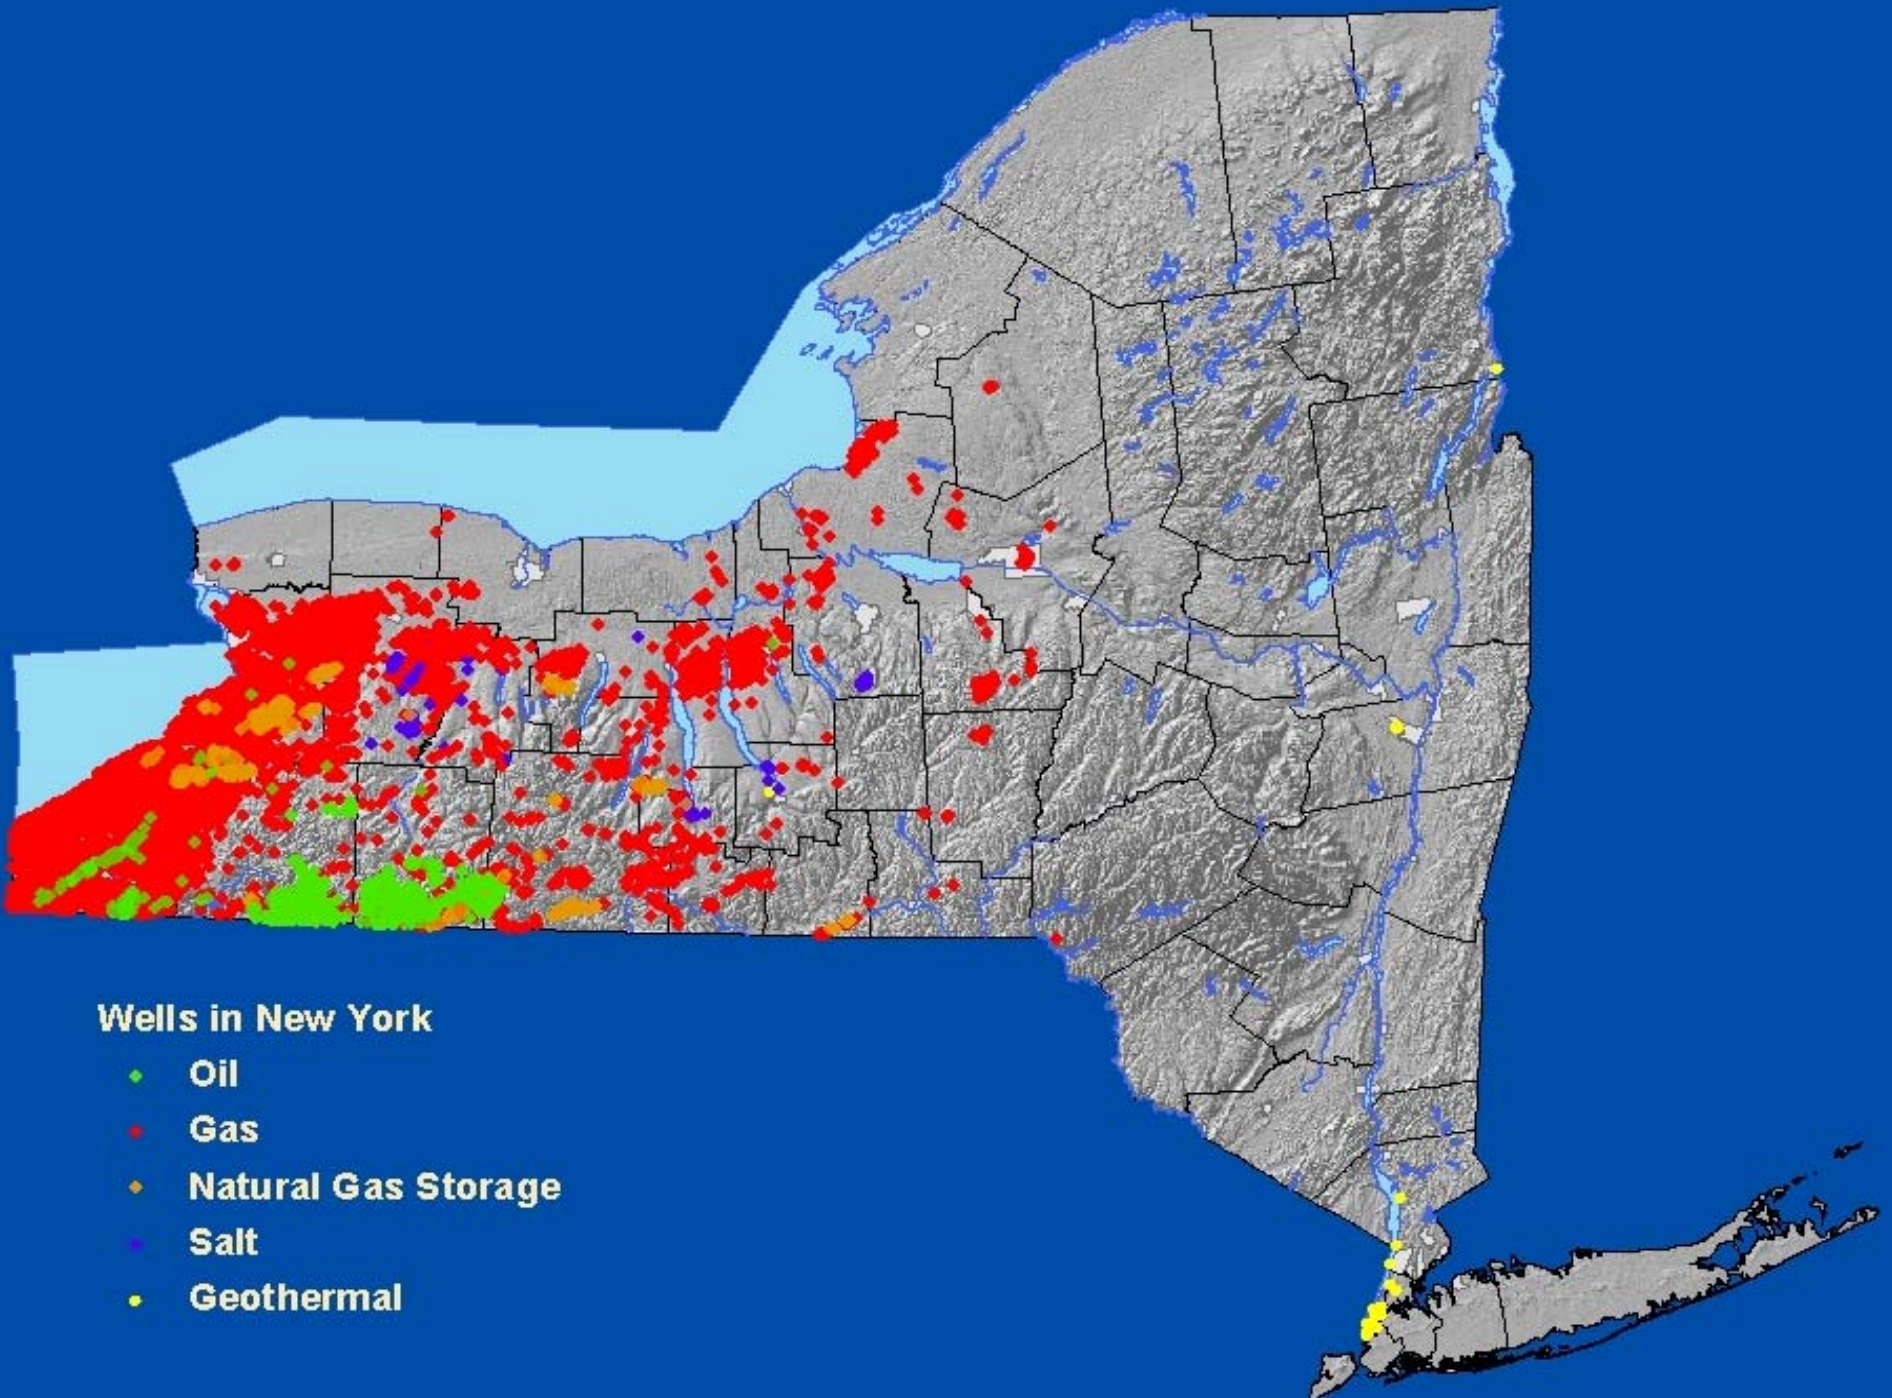 Wells in New York
Oil
Gas
Natural Gas Storage
Salt
Geothermal